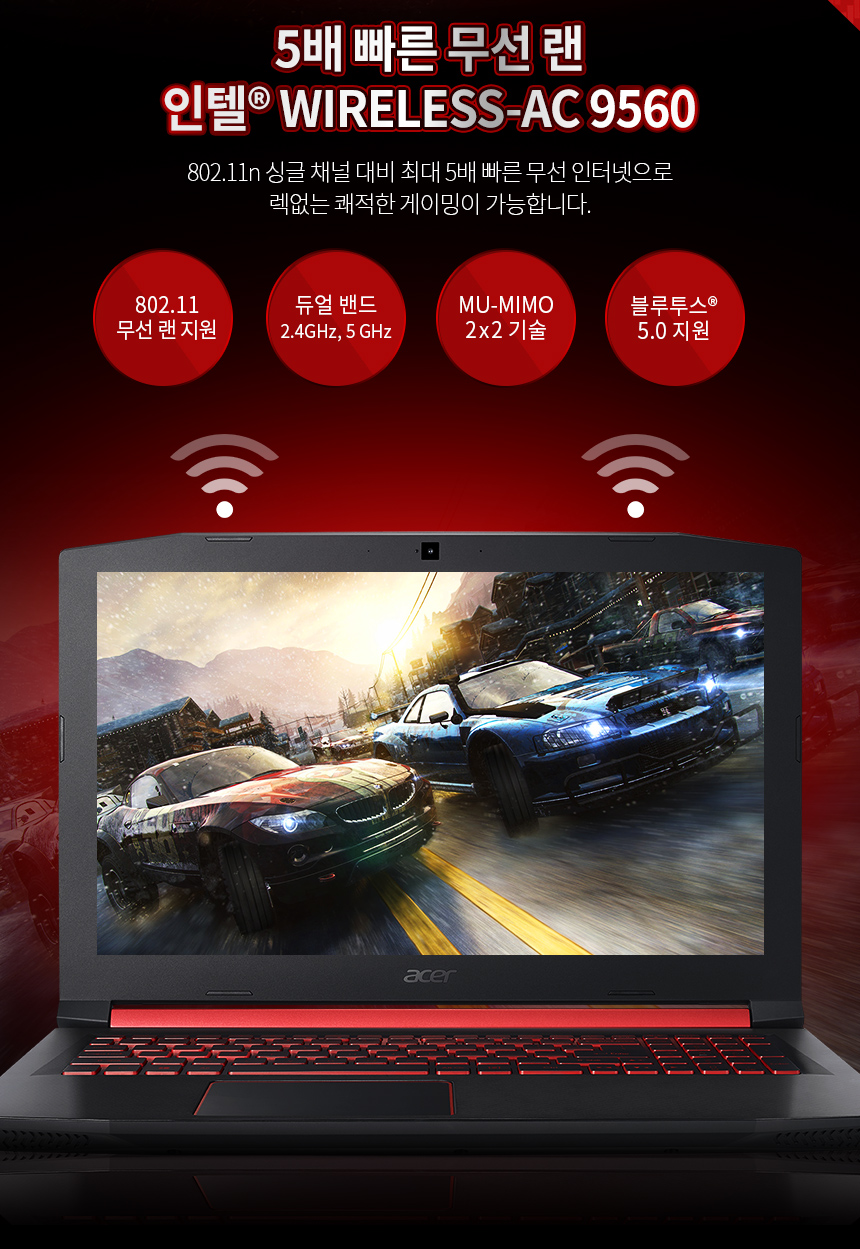 5배 빠른 무선 랜
인텔® WIRELESS-AC 9560
802.11n 싱글 채널 대비 최대 5배 빠른 무선 인터넷으로
렉없는 쾌적한 게이밍이 가능합니다.
802.11
무선 랜 지원
듀얼 밴드
2.4GHz, 5 GHz
MU-MIMO
2x2 기술
블루투스®
5.0 지원
acer